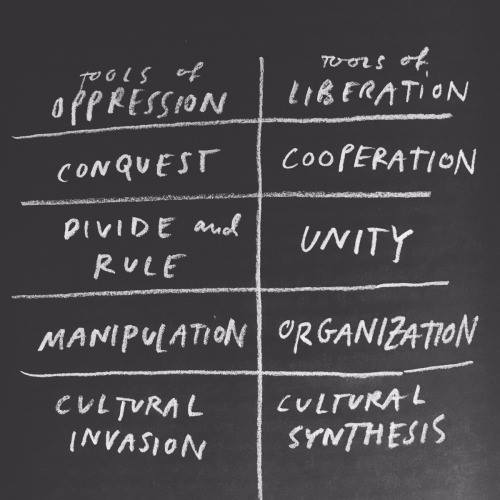 TOOLS of
OPPRESSION
TOOLS of
LIBERATION
CONQUEST
COOPERATION
DIVIDE and
RULE
UNITY
MANIPULATION
ORGANIZATION
CULTURAL
INVASION
CULTURAL
SYNTHESIS